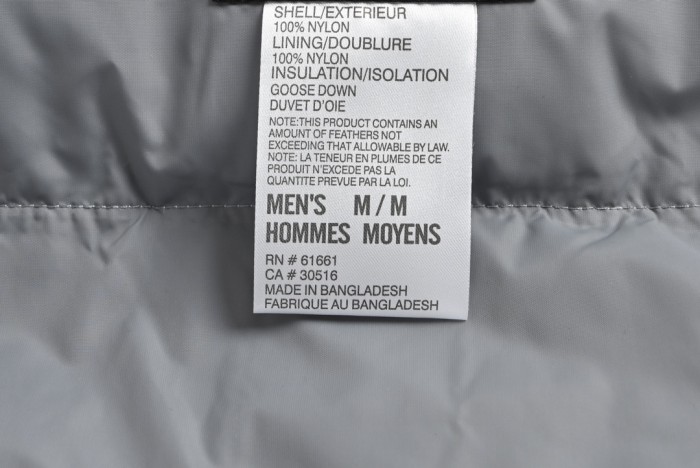 SHELL/EXTERIEUR
100% NYLON
LINING/DOUBLURE
100% NYLON
INSULATION/ISOLATION
GOOSE DOWN
DUVET D'OIE
NOTE:THIS PRODUCT CONTAINS AN
AMOUNT OF FEATHERS NOT
EXCEEDING THAT ALLOWABLE BY LAW.
NOTE: LA TENEUR EN PLUMES DE CE
PRODUIT N'EXCEDE PAS LA
QUANTITE PREVUE PAR LA LOI.
MEN'S M/M
HOMMES MOYENS
RN # 61661
CA # 30516
MADE IN BANGLADESH
FABRIQUE AU BANGLADESH